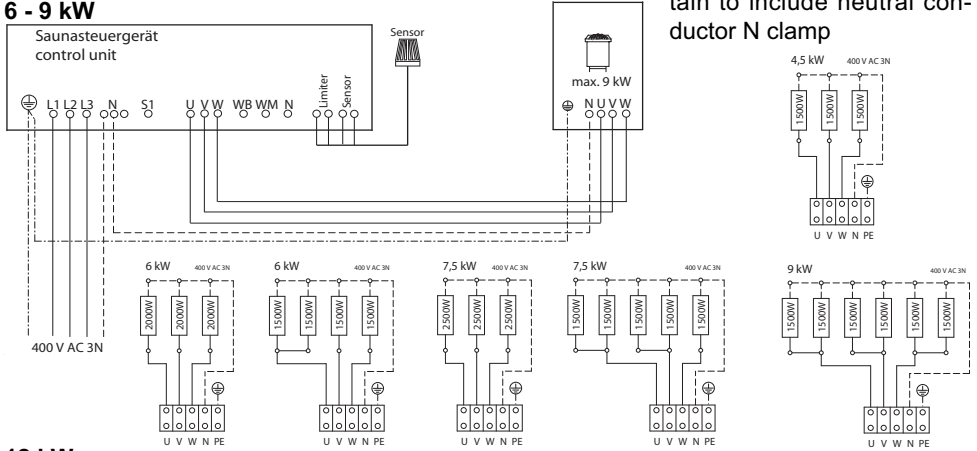 6 - 9 kW
tain to include neutral con-
ductor N clamp
Saunasteuergerät
control unit
Sensor
L1 L2 L3 N S1 U V W WB WM N Limiter Sensor
max. 9 kW
N U V W
400 V AC 3N
4,5 kW 400 V AC 3N
1500W 1500W 1500W
U V W N PE
6 kW 400 V AC 3N
2000W 2000W 2000W
U V W N PE
6 kW 400 V AC 3N
1500W 1500W 1500W 1500W
U V W N PE
7,5 kW 400 V AC 3N
2500W 2500W 2500W
U V W N PE
7,5 kW 400 V AC 3N
1500W 1500W 1500W 1500W 1500W
U V W N PE
9 kW 400 V AC 3N
1500W 1500W 1500W 1500W 1500W 1500W
U V W N PE